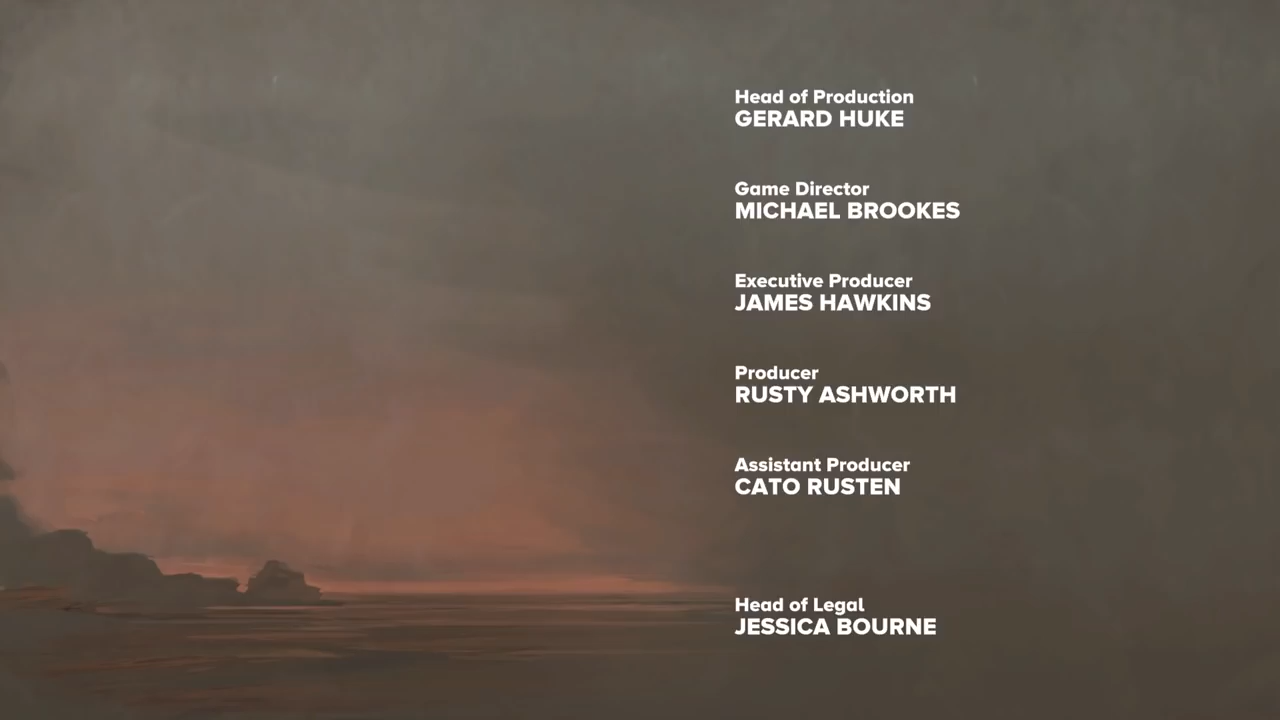 Head of Production
GERARD HUKE
Game Director
MICHAEL BROOKES
Executive Producer
JAMES HAWKINS
Producer
RUSTY ASHWORTH
Assistant Producer
CATO RUSTEN
Head of Legal
JESSICA BOURNE